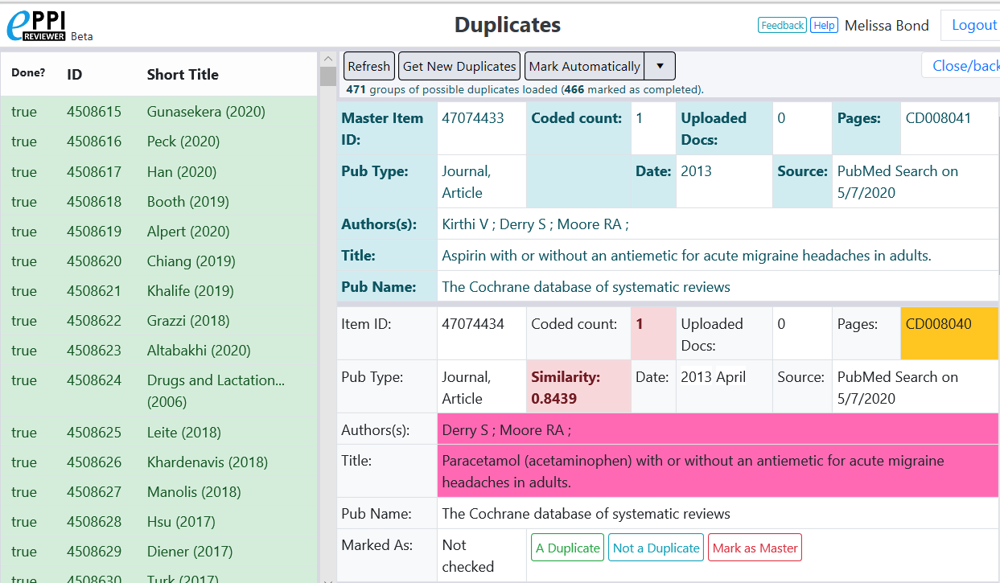 ePPI REVIEWER Beta
Duplicates
Feedback Help Melissa Bond Logout
Done? ID Short Title
true 4508615 Gunasekera (2020)
true 4508616 Peck (2020)
true 4508617 Han (2020)
true 4508618 Booth (2019)
true 4508619 Alpert (2020)
true 4508620 Chiang (2019)
true 4508621 Khalife (2019)
true 4508622 Grazzi (2018)
true 4508623 Altabakhi (2020)
true 4508624 Drugs and Lactation...
(2006)
true 4508625 Leite (2018)
true 4508626 Khardenavis (2018)
true 4508627 Manolis (2018)
true 4508628 Hsu (2017)
true 4508629 Diener (2017)
true 4508630 Turk (2017)
Refresh Get New Duplicates Mark Automatically ▼
Close/back
471 groups of possible duplicates loaded (466 marked as completed).
Master Item
ID:
47074433 Coded count: 1 Uploaded
Docs:
0 Pages: CD008041
Pub Type: Journal,
Article
Date: 2013 Source: PubMed Search on
5/7/2020
Authors(s): Kirthi V ; Derry S ; Moore RA ;
Title: Aspirin with or without an antiemetic for acute migraine headaches in adults.
Pub Name: The Cochrane database of systematic reviews
Item ID: 47074434 Coded count: 1 Uploaded
Docs:
0 Pages: CD008040
Pub Type: Journal,
Article
Similarity:
0.8439
Date: 2013 April Source: PubMed Search on
5/7/2020
Authors(s): Derry S ; Moore RA ;
Title: Paracetamol (acetaminophen) with or without an antiemetic for acute migraine
headaches in adults.
Pub Name: The Cochrane database of systematic reviews
Marked As: Not
checked
A Duplicate Not a Duplicate Mark as Master